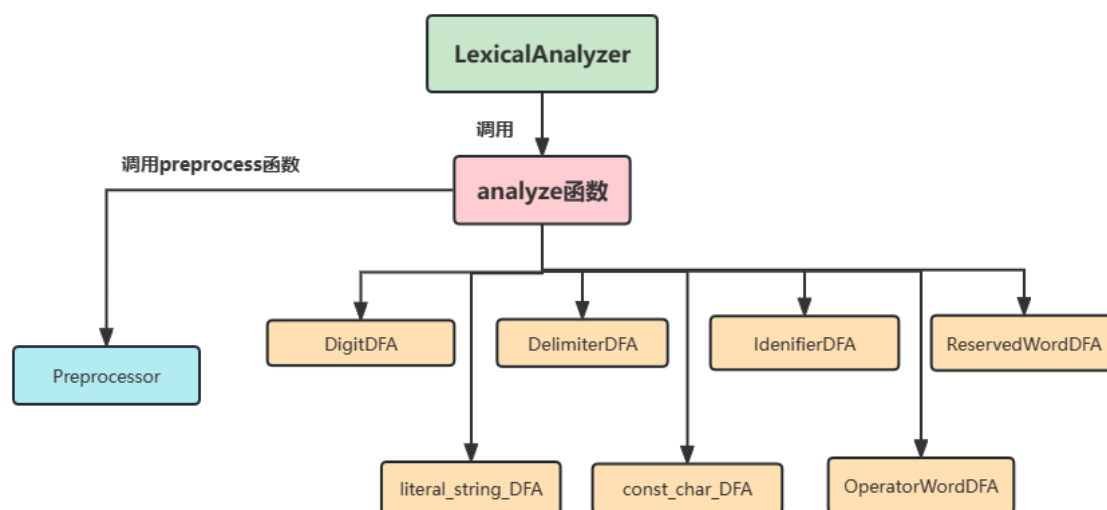 LexicalAnalyzer
调用
调用preprocess函数
analyze函数
DigitDFA
DelimiterDFA
IdenifierDFA
ReservedWordDFA
Preprocessor
literal_string_DFA
const_char_DFA
OperatorWordDFA